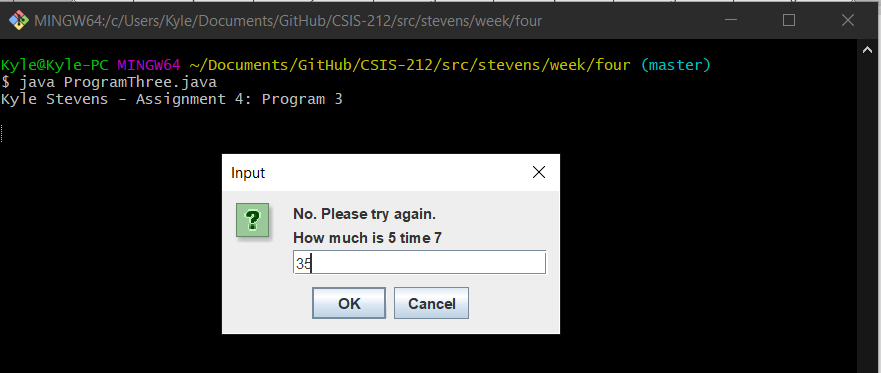 MINGW64:/c/Users/Kyle/Documents/GitHub/CSIS-212/src/stevens/week/four
Kyle@Kyle-PC MINGW64 ~/Documents/GitHub/CSIS-212/src/stevens/week/four (master)
$ java ProgramThree.java
Kyle Stevens - Assignment 4: Program 3
Input
?
No. Please try again.
How much is 5 time 7
35
OK Cancel